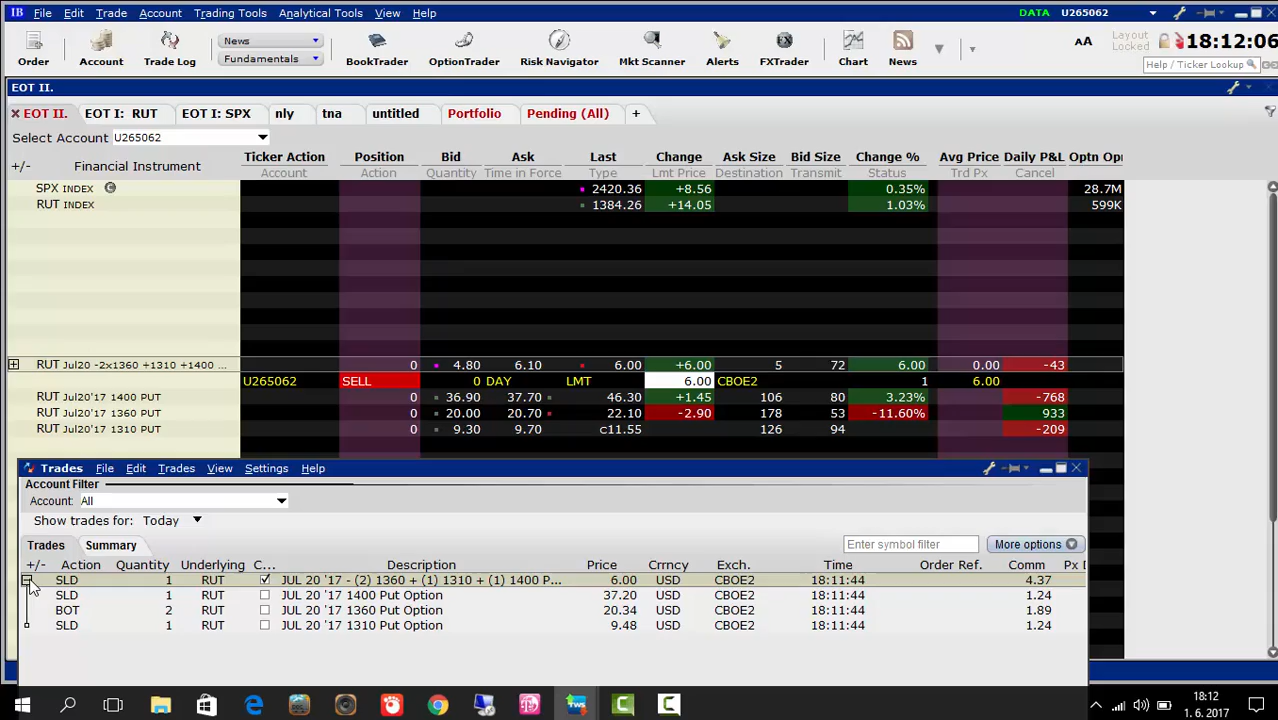 IB File Edit Trade Account Trading Tools Analytical Tools View Help DATA U265062
Order Account Trade Log News Fundamentals BookTrader OptionTrader Risk Navigator Mkt Scanner Alerts FXTrader Chart News AA Layout Locked 18:12:06
Help / Ticker Lookup
EOT II.
EOT II. EOT I: RUT EOT I: SPX nly tna untitled Portfolio Pending (All) +
Select Account U265062
Ticker Action Position Bid Ask Last Change Ask Size Bid Size Change % Avg Price Daily P&L Optn Opr
+/- Financial Instrument Account Action Quantity Time in Force Type Lmt Price Destination Transmit Status Trd Px Cancel
SPX INDEX C 2420.36 +8.56 0.35% 28.7M
RUT INDEX 1384.26 +14.05 1.03% 599K
RUT Jul20 -2x1360 +1310 +1400 ... 0 4.80 6.10 6.00 +6.00 5 72 6.00 0.00 -43
U265062 SELL 0 DAY LMT 6.00 CBOE2 1 6.00
RUT Jul20'17 1400 PUT 0 36.90 37.70 46.30 +1.45 106 80 3.23% -768
RUT Jul20'17 1360 PUT 0 20.00 20.70 22.10 -2.90 178 53 -11.60% 933
RUT Jul20'17 1310 PUT 0 9.30 9.70 c11.55 126 94 -209
Trades File Edit Trades View Settings Help
Account Filter
Account: All
Show trades for: Today
Trades Summary Enter symbol filter More options
+/- Action Quantity Underlying C... Description Price Crrncy Exch. Time Order Ref. Comm Px D
SLD 1 RUT JUL 20 '17 - (2) 1360 + (1) 1310 + (1) 1400 P... 6.00 USD CBOE2 18:11:44 4.37
SLD 1 RUT JUL 20 '17 1400 Put Option 37.20 USD CBOE2 18:11:44 1.24
BOT 2 RUT JUL 20 '17 1360 Put Option 20.34 USD CBOE2 18:11:44 1.89
SLD 1 RUT JUL 20 '17 1310 Put Option 9.48 USD CBOE2 18:11:44 1.24
18:12
1. 6. 2017